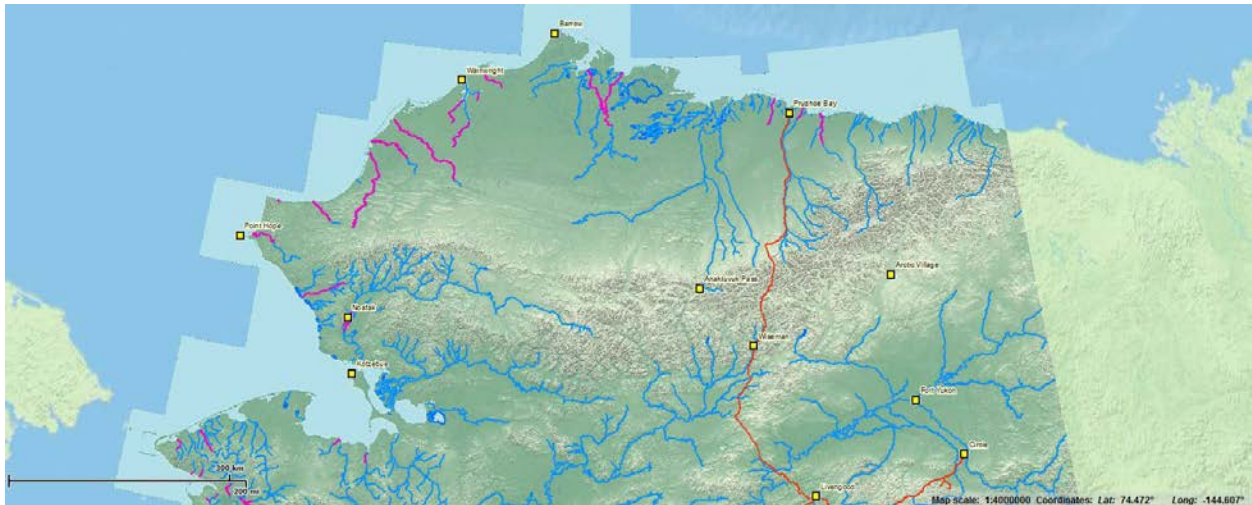 Barrow
Wainwright
Prudhoe Bay
Point Hope
Arctic Village
Anaktuvuk Pass
Noatak
Wiseman
Kotzebue
Fort Yukon
Circle
300 km
200 mi
Livengood
Map scale: 1:4000000 Coordinates: Lat: 74.472° Long: -144.607°